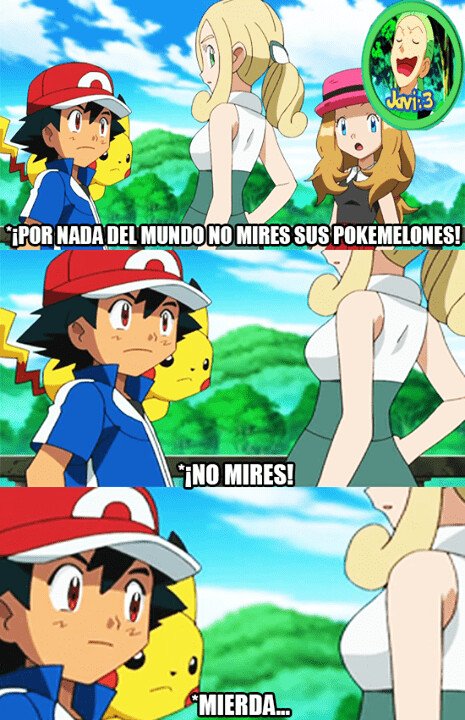 Javi:3
*¡POR NADA DEL MUNDO NO MIRES SUS POKEMELONES!
*¡NO MIRES!
*MIERDA...